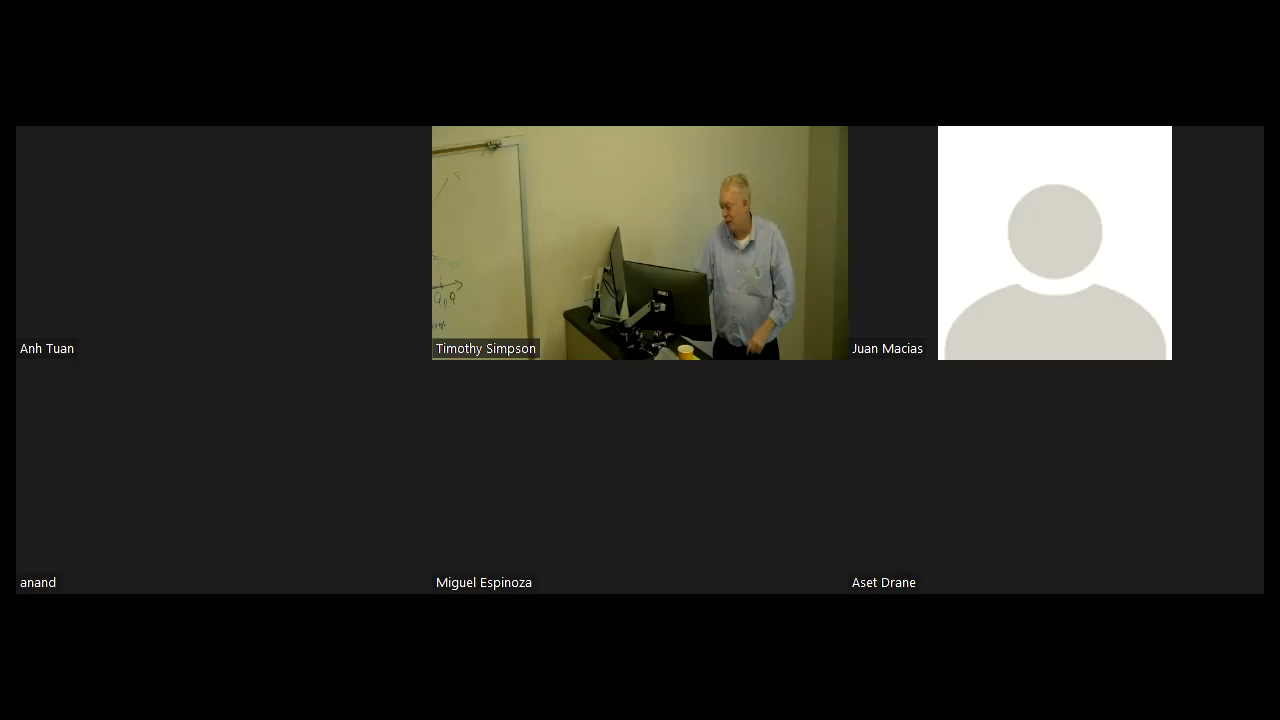 Anh Tuan
Timothy Simpson
Juan Macias
anand
Miguel Espinoza
Aset Drane